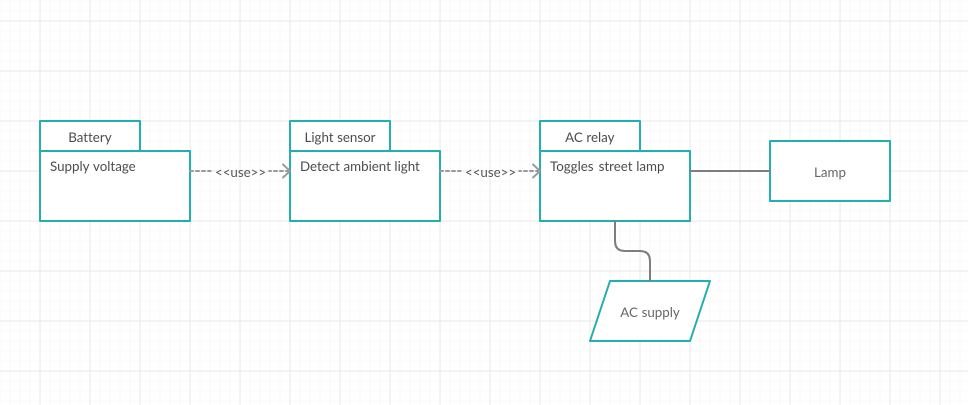 Battery
Supply voltage
<<use>>
Light sensor
Detect ambient light
<<use>>
AC relay
Toggles street lamp
Lamp
AC supply